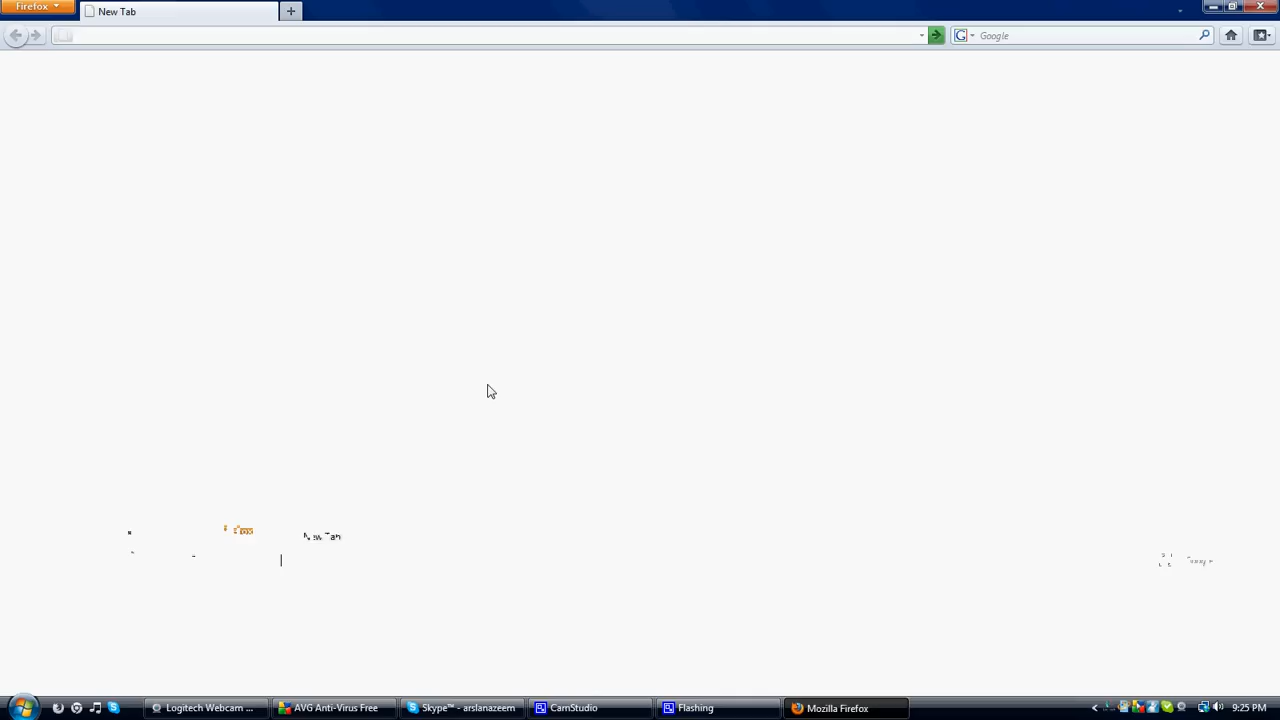 Firefox
New Tab
Google
Logitech Webcam ...
AVG Anti-Virus Free
Skype™ - arslanazeem
CamStudio
Flashing
Mozilla Firefox
9:25 PM